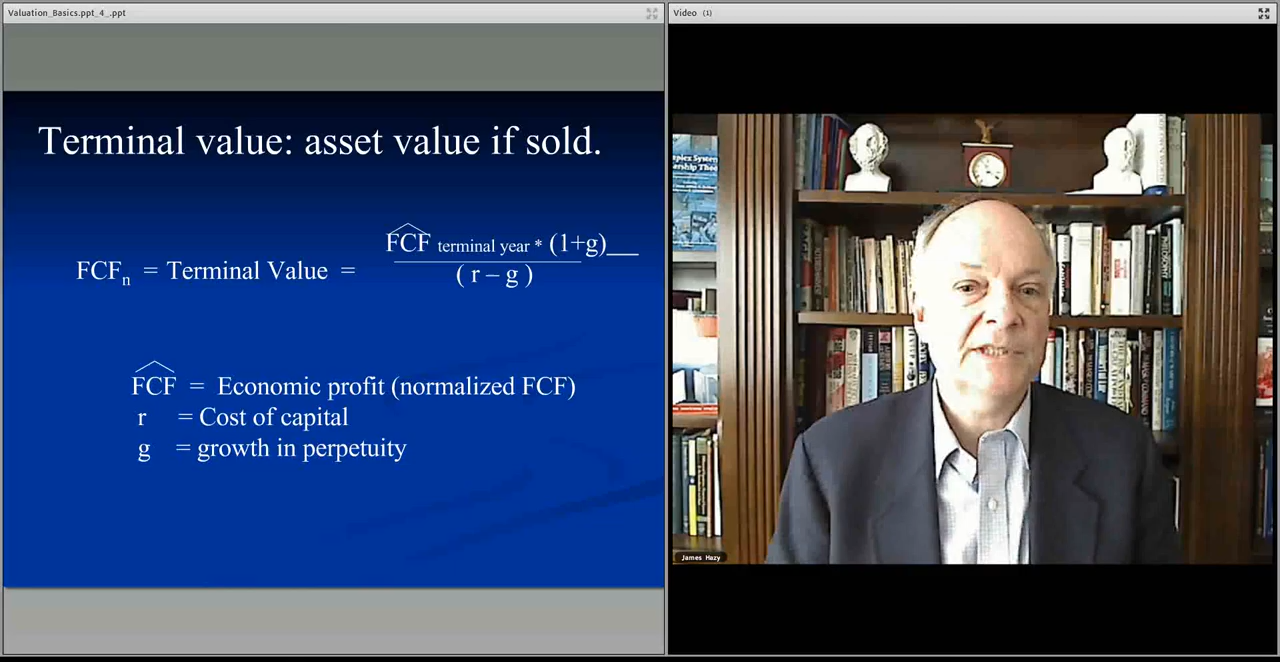 Valuation_Basics.ppt_4_.ppt
Video (1)
Terminal value: asset value if sold.
FCF terminal year * (1+g)__
FCFn = Terminal Value =
( r – g )
FCF = Economic profit (normalized FCF)
r = Cost of capital
g = growth in perpetuity
James Hazy